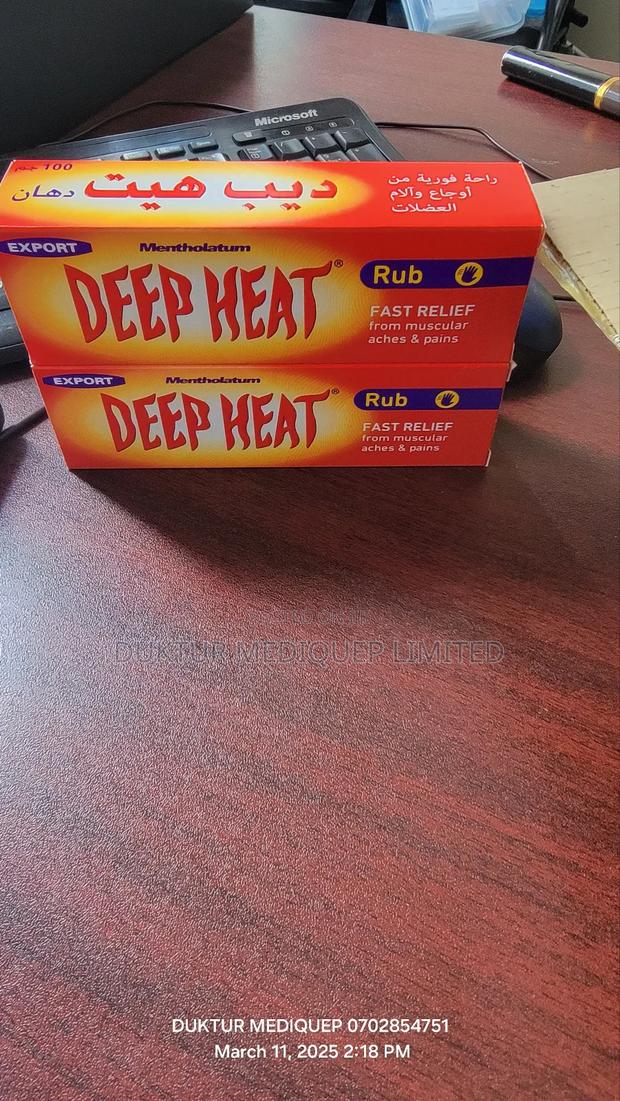 Microsoft
100 جم
ديب هيت دهان
راحة فورية من
أوجاع وآلام
العضلات
EXPORT
Mentholatum
DEEP HEAT®
Rub
FAST RELIEF
from muscular
aches & pains
EXPORT
Mentholatum
DEEP HEAT®
Rub
FAST RELIEF
from muscular
aches & pains
DUKTUR MEDIQUEP LIMITED
DUKTUR MEDIQUEP 0702854751
March 11, 2025 2:18 PM